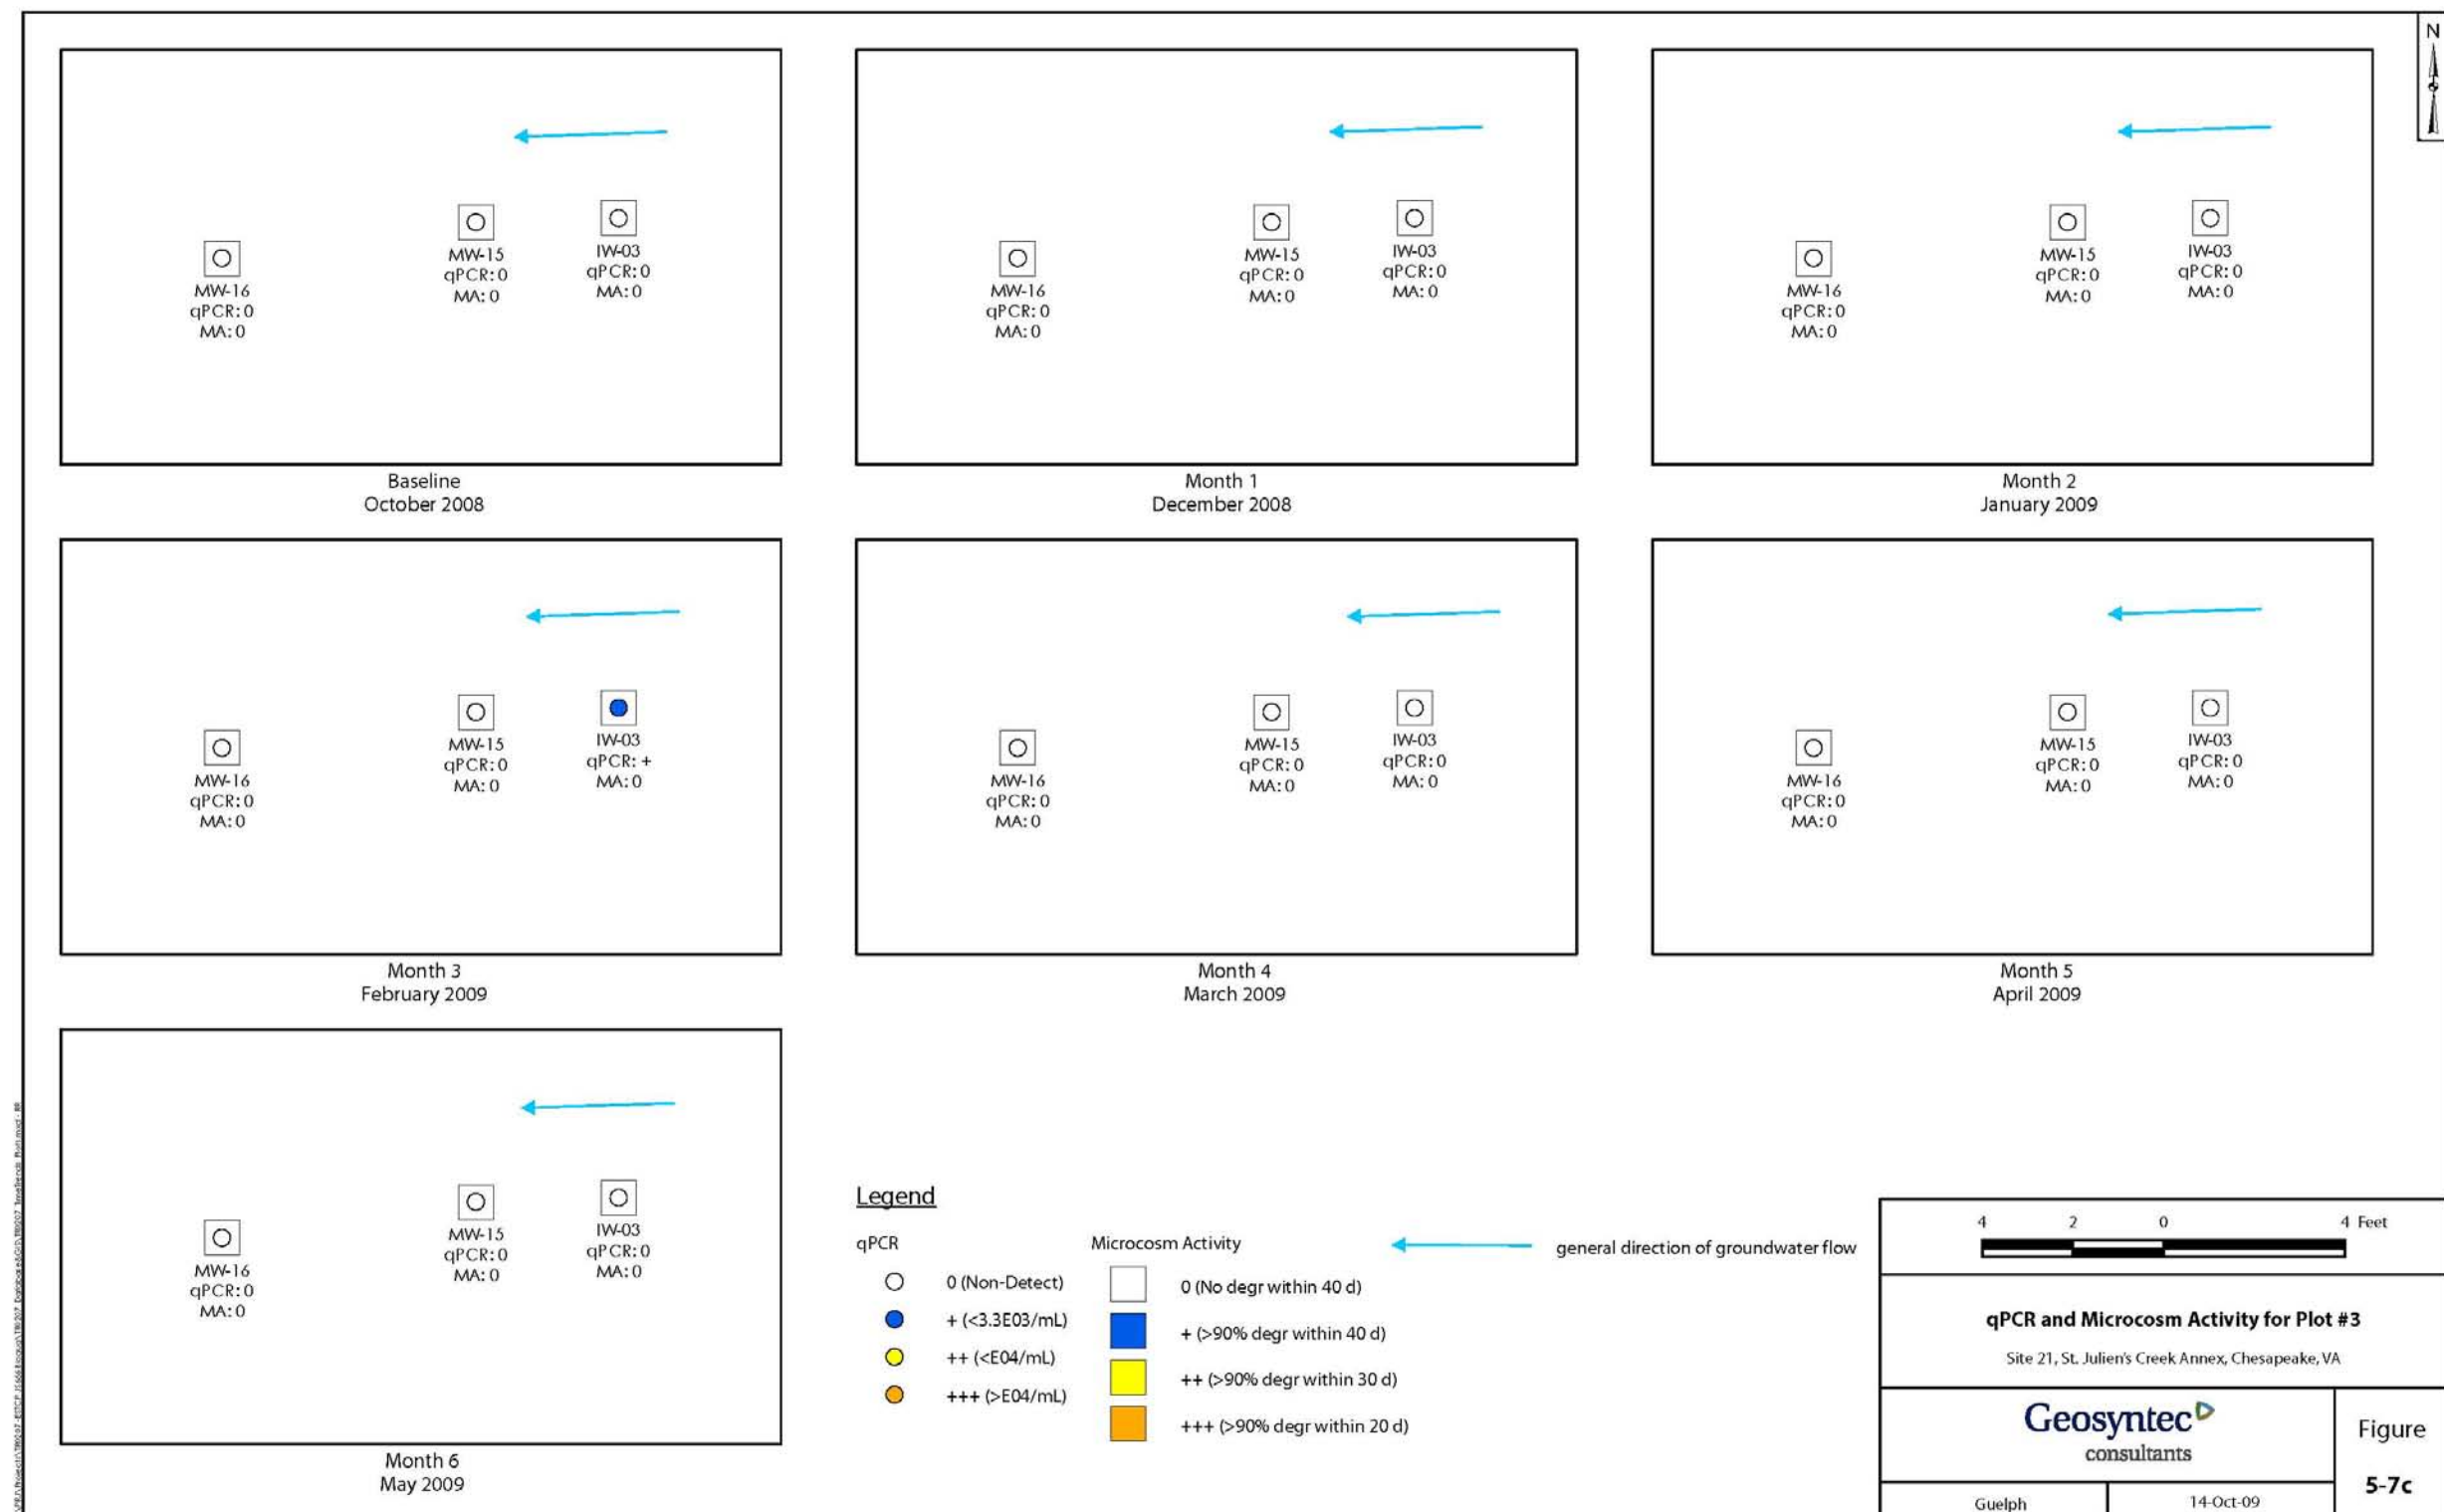 N
MW-16
qPCR: 0
MA: 0
MW-15
qPCR: 0
MA: 0
IW-03
qPCR: 0
MA: 0
Baseline
October 2008
MW-16
qPCR: 0
MA: 0
MW-15
qPCR: 0
MA: 0
IW-03
qPCR: 0
MA: 0
Month 1
December 2008
MW-16
qPCR: 0
MA: 0
MW-15
qPCR: 0
MA: 0
IW-03
qPCR: 0
MA: 0
Month 2
January 2009
MW-16
qPCR: 0
MA: 0
MW-15
qPCR: 0
MA: 0
IW-03
qPCR: +
MA: 0
Month 3
February 2009
MW-16
qPCR: 0
MA: 0
MW-15
qPCR: 0
MA: 0
IW-03
qPCR: 0
MA: 0
Month 4
March 2009
MW-16
qPCR: 0
MA: 0
MW-15
qPCR: 0
MA: 0
IW-03
qPCR: 0
MA: 0
Month 5
April 2009
MW-16
qPCR: 0
MA: 0
MW-15
qPCR: 0
MA: 0
IW-03
qPCR: 0
MA: 0
Month 6
May 2009
Legend
qPCR
0 (Non-Detect)
+ (<3.3E03/mL)
++ (<E04/mL)
+++ (>E04/mL)
Microcosm Activity
0 (No degr within 40 d)
+ (>90% degr within 40 d)
++ (>90% degr within 30 d)
+++ (>90% degr within 20 d)
general direction of groundwater flow
4 2 0 4 Feet
qPCR and Microcosm Activity for Plot #3
Site 21, St. Julien's Creek Annex, Chesapeake, VA
Geosyntec
consultants
Figure
5-7c
Guelph
14-Oct-09